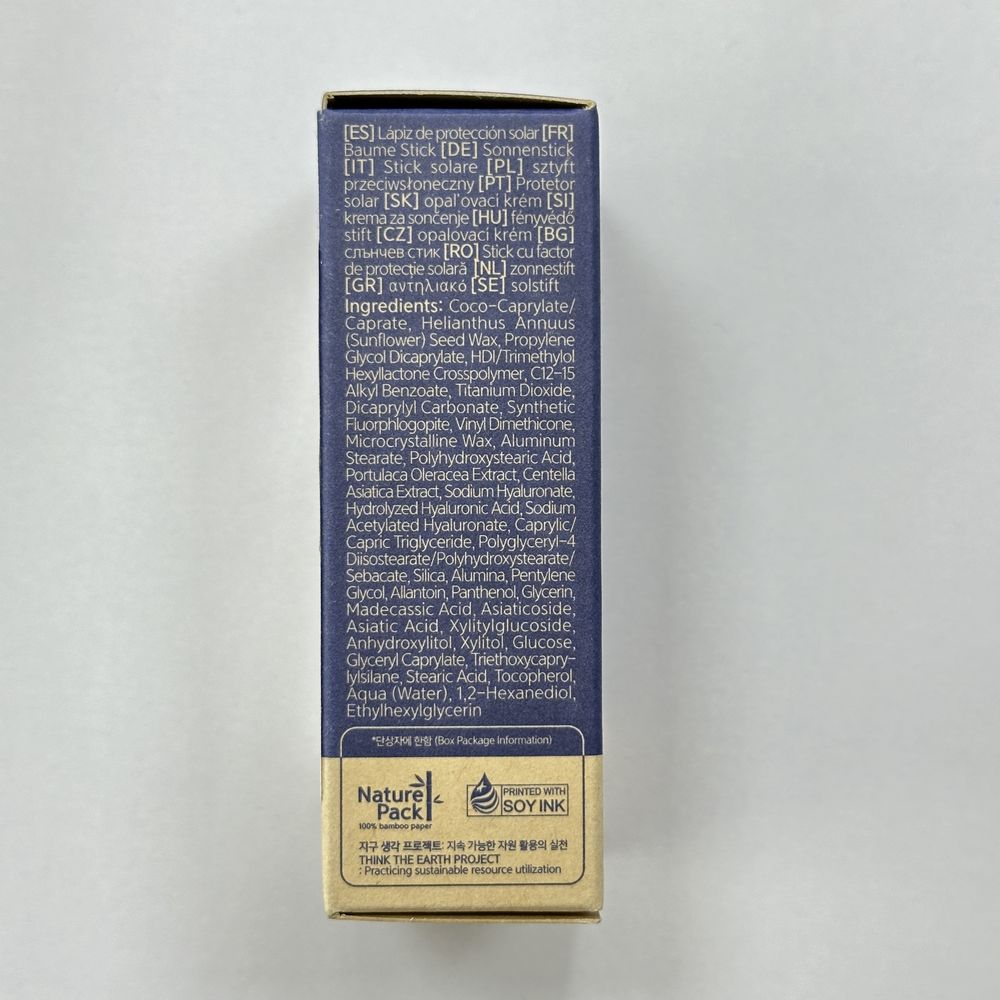 [ES] Lápiz de protección solar [FR]
Baume Stick [DE] Sonnenstick
[IT] Stick solare [PL] sztyft
przeciwsłoneczny [PT] Protetor
solar [SK] opaľovací krém [SI]
krema za sončenje [HU] fényvédő
stift [CZ] opalovací krém [BG]
слънчев стик [RO] Stick cu factor
de protecție solară [NL] zonnestift
[GR] αντηλιακό [SE] solstift
Ingredients: Coco-Caprylate/
Caprate, Helianthus Annuus
(Sunflower) Seed Wax, Propylene
Glycol Dicaprylate, HDI/Trimethylol
Hexyllactone Crosspolymer, C12-15
Alkyl Benzoate, Titanium Dioxide,
Dicaprylyl Carbonate, Synthetic
Fluorphlogopite, Vinyl Dimethicone,
Microcrystalline Wax, Aluminum
Stearate, Polyhydroxystearic Acid,
Portulaca Oleracea Extract, Centella
Asiatica Extract, Sodium Hyaluronate,
Hydrolyzed Hyaluronic Acid, Sodium
Acetylated Hyaluronate, Caprylic/
Capric Triglyceride, Polyglyceryl-4
Diisostearate/Polyhydroxystearate/
Sebacate, Silica, Alumina, Pentylene
Glycol, Allantoin, Panthenol, Glycerin,
Madecassic Acid, Asiaticoside,
Asiatic Acid, Xylitylglucoside,
Anhydroxylitol, Xylitol, Glucose,
Glyceryl Caprylate, Triethoxycapry-
lylsilane, Stearic Acid, Tocopherol,
Aqua (Water), 1,2-Hexanediol,
Ethylhexylglycerin
*단상자에 한함 (Box Package Information)
Nature
Pack
100% bamboo paper
PRINTED WITH
SOY INK
지구 생각 프로젝트: 지속 가능한 자원 활용의 실천
THINK THE EARTH PROJECT
: Practicing sustainable resource utilization